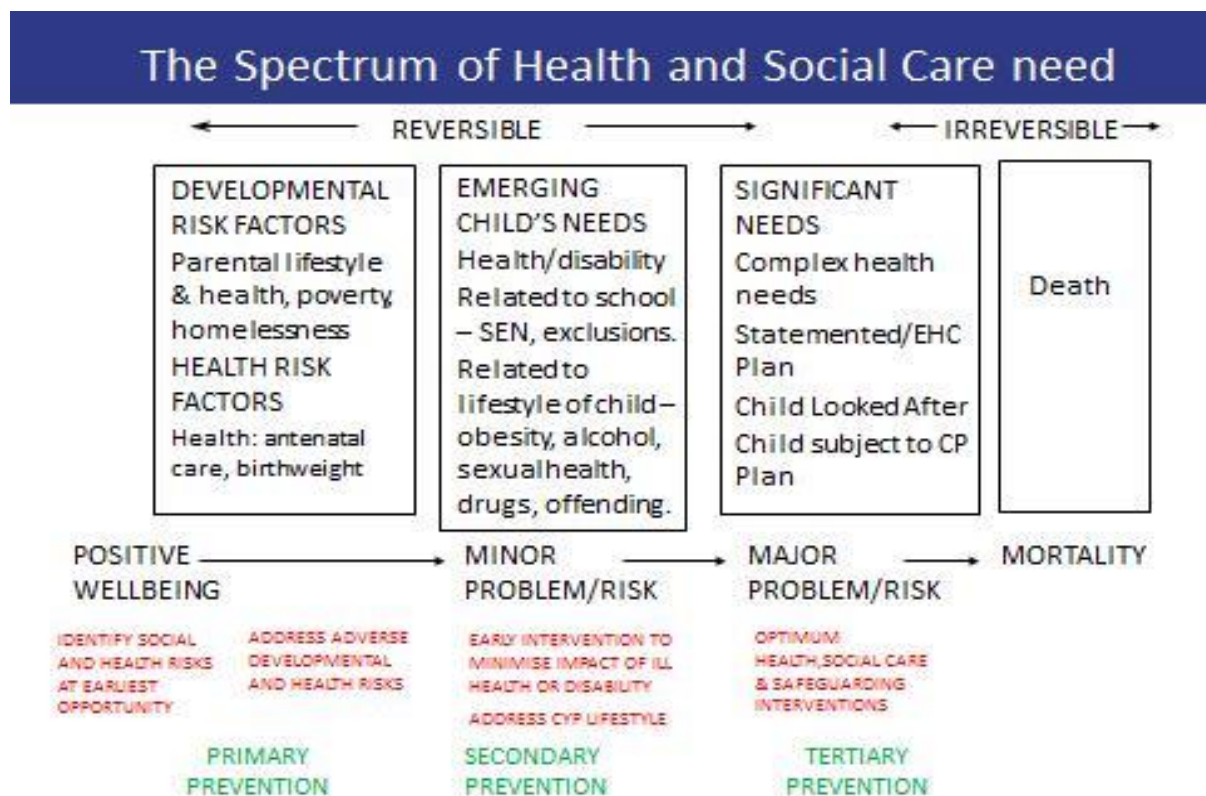 The Spectrum of Health and Social Care need
REVERSIBLE
IRREVERSIBLE
DEVELOPMENTAL
RISK FACTORS
Parental lifestyle
& health, poverty,
homelessness
HEALTH RISK
FACTORS
Health: antenatal
care, birthweight
EMERGING
CHILD'S NEEDS
Health/disability
Related to school
– SEN, exclusions.
Related to
lifestyle of child –
obesity, alcohol,
sexual health,
drugs, offending.
SIGNIFICANT
NEEDS
Complex health
needs
Statemented/EHC
Plan
Child Looked After
Child subject to CP
Plan
Death
POSITIVE
WELLBEING
MINOR
PROBLEM/RISK
MAJOR
PROBLEM/RISK
MORTALITY
IDENTIFY SOCIAL
AND HEALTH RISKS
AT EARLIEST
OPPORTUNITY
ADDRESS ADVERSE
DEVELOPMENTAL
AND HEALTH RISKS
EARLY INTERVENTION TO
MINIMISE IMPACT OF ILL
HEALTH OR DISABILITY
ADDRESS CYP LIFESTYLE
OPTIMUM
HEALTH,SOCIAL CARE
& SAFEGUARDING
INTERVENTIONS
PRIMARY
PREVENTION
SECONDARY
PREVENTION
TERTIARY
PREVENTION